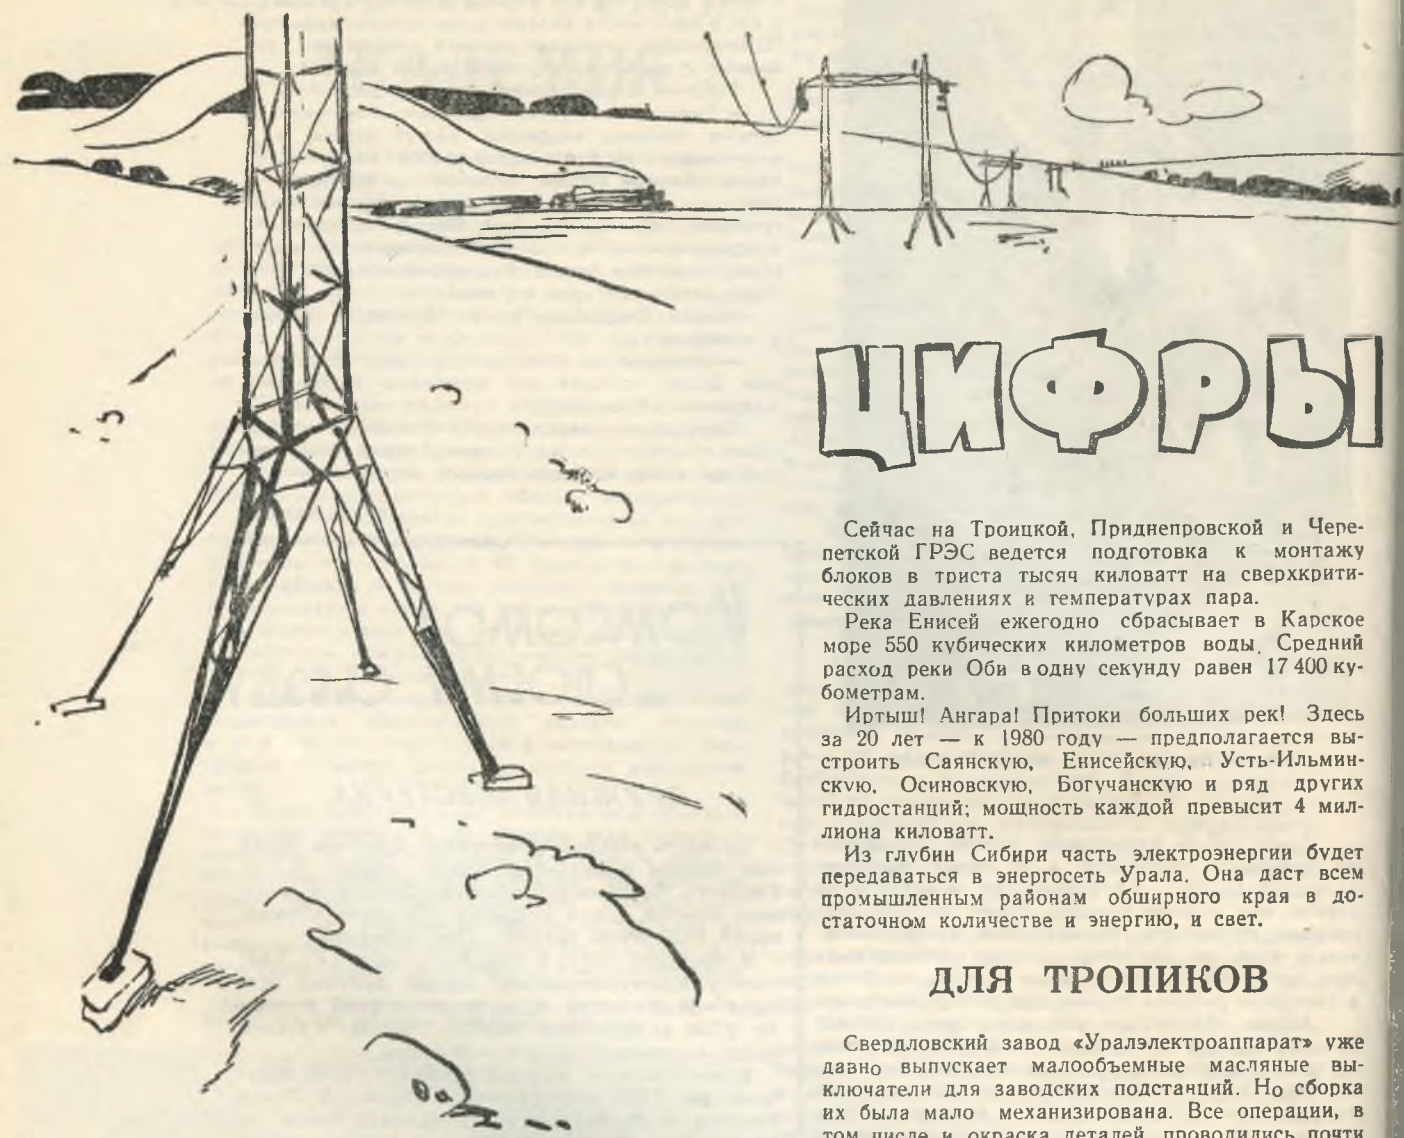 ЦИФРЫ
Сейчас на Троицкой, Приднепровской и Чере-
петской ГРЭС ведется подготовка к монтажу
блоков в триста тысяч киловатт на сверхкрити-
ческих давлениях и температурах пара.
Река Енисей ежегодно сбрасывает в Карское
море 550 кубических километров воды. Средний
расход реки Оби в одну секунду равен 17 400 ку-
бометрам.
Иртыш! Ангара! Притоки больших рек! Здесь
за 20 лет — к 1980 году — предполагается вы-
строить Саянскую, Енисейскую, Усть-Ильмин-
скую, Осиновскую, Богучанскую и ряд других
гидростанций; мощность каждой превысит 4 мил-
лиона киловатт.
Из глубин Сибири часть электроэнергии будет
передаваться в энергосеть Урала. Она даст всем
промышленным районам обширного края в до-
статочном количестве и энергию, и свет.
ДЛЯ ТРОПИКОВ
Свердловский завод «Уралэлектроаппарат» уже
давно выпускает малообъемные масляные вы-
ключатели для заводских подстанций. Но сборка
их была мало механизирована. Все операции, в
том числе и окраска деталей, проводились почти